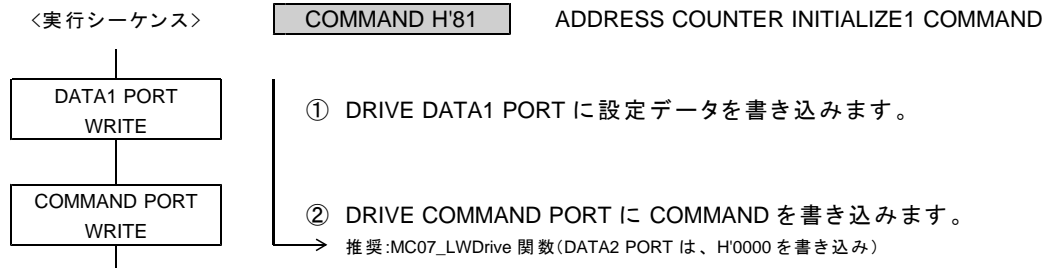 <実行シーケンス>
COMMAND H'81 ADDRESS COUNTER INITIALIZE1 COMMAND
DATA1 PORT
WRITE
① DRIVE DATA1 PORT に設定データを書き込みます。
COMMAND PORT
WRITE
② DRIVE COMMAND PORT に COMMAND を書き込みます。
推奨:MC07_LWDrive 関数(DATA2 PORT は、H'0000 を書き込み)